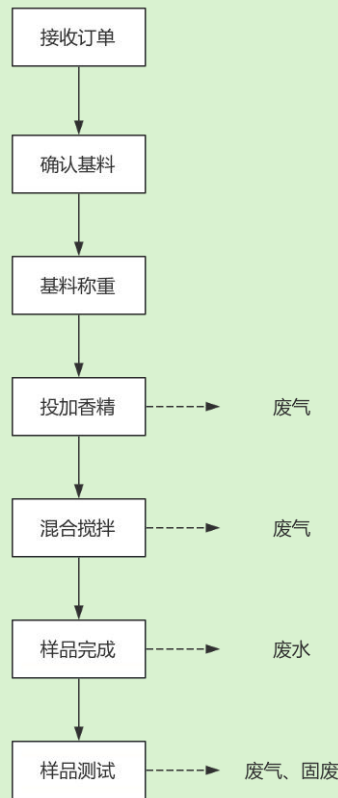 接收订单
确认基料
基料称重
投加香精
废气
混合搅拌
废气
样品完成
废水
样品测试
废气、固废